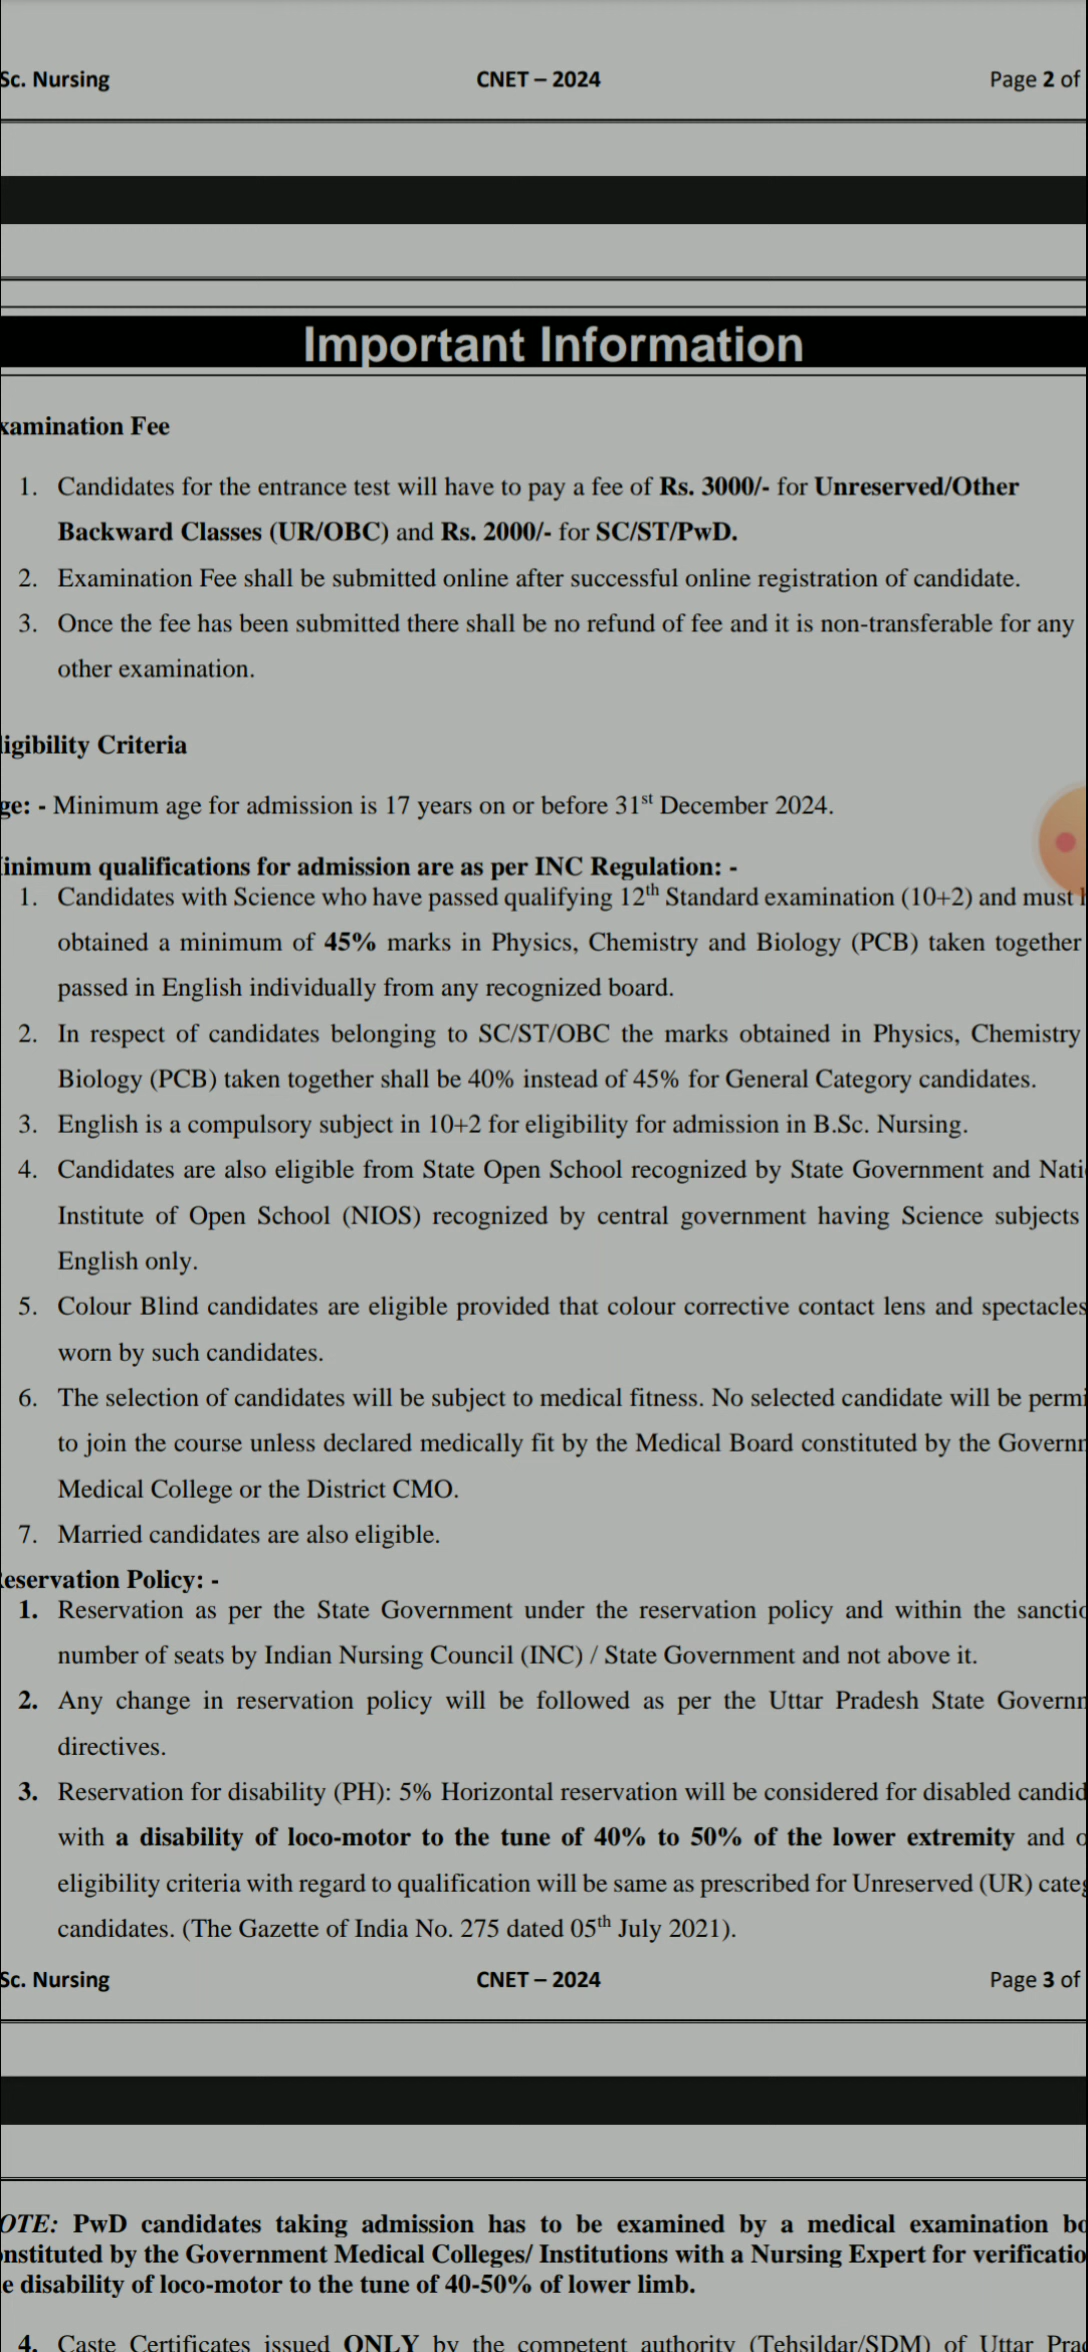 Sc. Nursing CNET – 2024 Page 2 of
Important Information
xamination Fee
1. Candidates for the entrance test will have to pay a fee of Rs. 3000/- for Unreserved/Other
Backward Classes (UR/OBC) and Rs. 2000/- for SC/ST/PwD.
2. Examination Fee shall be submitted online after successful online registration of candidate.
3. Once the fee has been submitted there shall be no refund of fee and it is non-transferable for any
other examination.
ligibility Criteria
ge: - Minimum age for admission is 17 years on or before 31st December 2024.
inimum qualifications for admission are as per INC Regulation: -
1. Candidates with Science who have passed qualifying 12th Standard examination (10+2) and must
obtained a minimum of 45% marks in Physics, Chemistry and Biology (PCB) taken together
passed in English individually from any recognized board.
2. In respect of candidates belonging to SC/ST/OBC the marks obtained in Physics, Chemistry
Biology (PCB) taken together shall be 40% instead of 45% for General Category candidates.
3. English is a compulsory subject in 10+2 for eligibility for admission in B.Sc. Nursing.
4. Candidates are also eligible from State Open School recognized by State Government and Nati
Institute of Open School (NIOS) recognized by central government having Science subjects
English only.
5. Colour Blind candidates are eligible provided that colour corrective contact lens and spectacles
worn by such candidates.
6. The selection of candidates will be subject to medical fitness. No selected candidate will be permi
to join the course unless declared medically fit by the Medical Board constituted by the Govern
Medical College or the District CMO.
7. Married candidates are also eligible.
eservation Policy: -
1. Reservation as per the State Government under the reservation policy and within the sanctio
number of seats by Indian Nursing Council (INC) / State Government and not above it.
2. Any change in reservation policy will be followed as per the Uttar Pradesh State Govern
directives.
3. Reservation for disability (PH): 5% Horizontal reservation will be considered for disabled candid
with a disability of loco-motor to the tune of 40% to 50% of the lower extremity and o
eligibility criteria with regard to qualification will be same as prescribed for Unreserved (UR) categ
candidates. (The Gazette of India No. 275 dated 05th July 2021).
Sc. Nursing CNET – 2024 Page 3 of
OTE: PwD candidates taking admission has to be examined by a medical examination bo
nstituted by the Government Medical Colleges/ Institutions with a Nursing Expert for verificatio
e disability of loco-motor to the tune of 40-50% of lower limb.
4. Caste Certificates issued ONLY by the competent authority (Tehsildar/SDM) of Uttar Prad